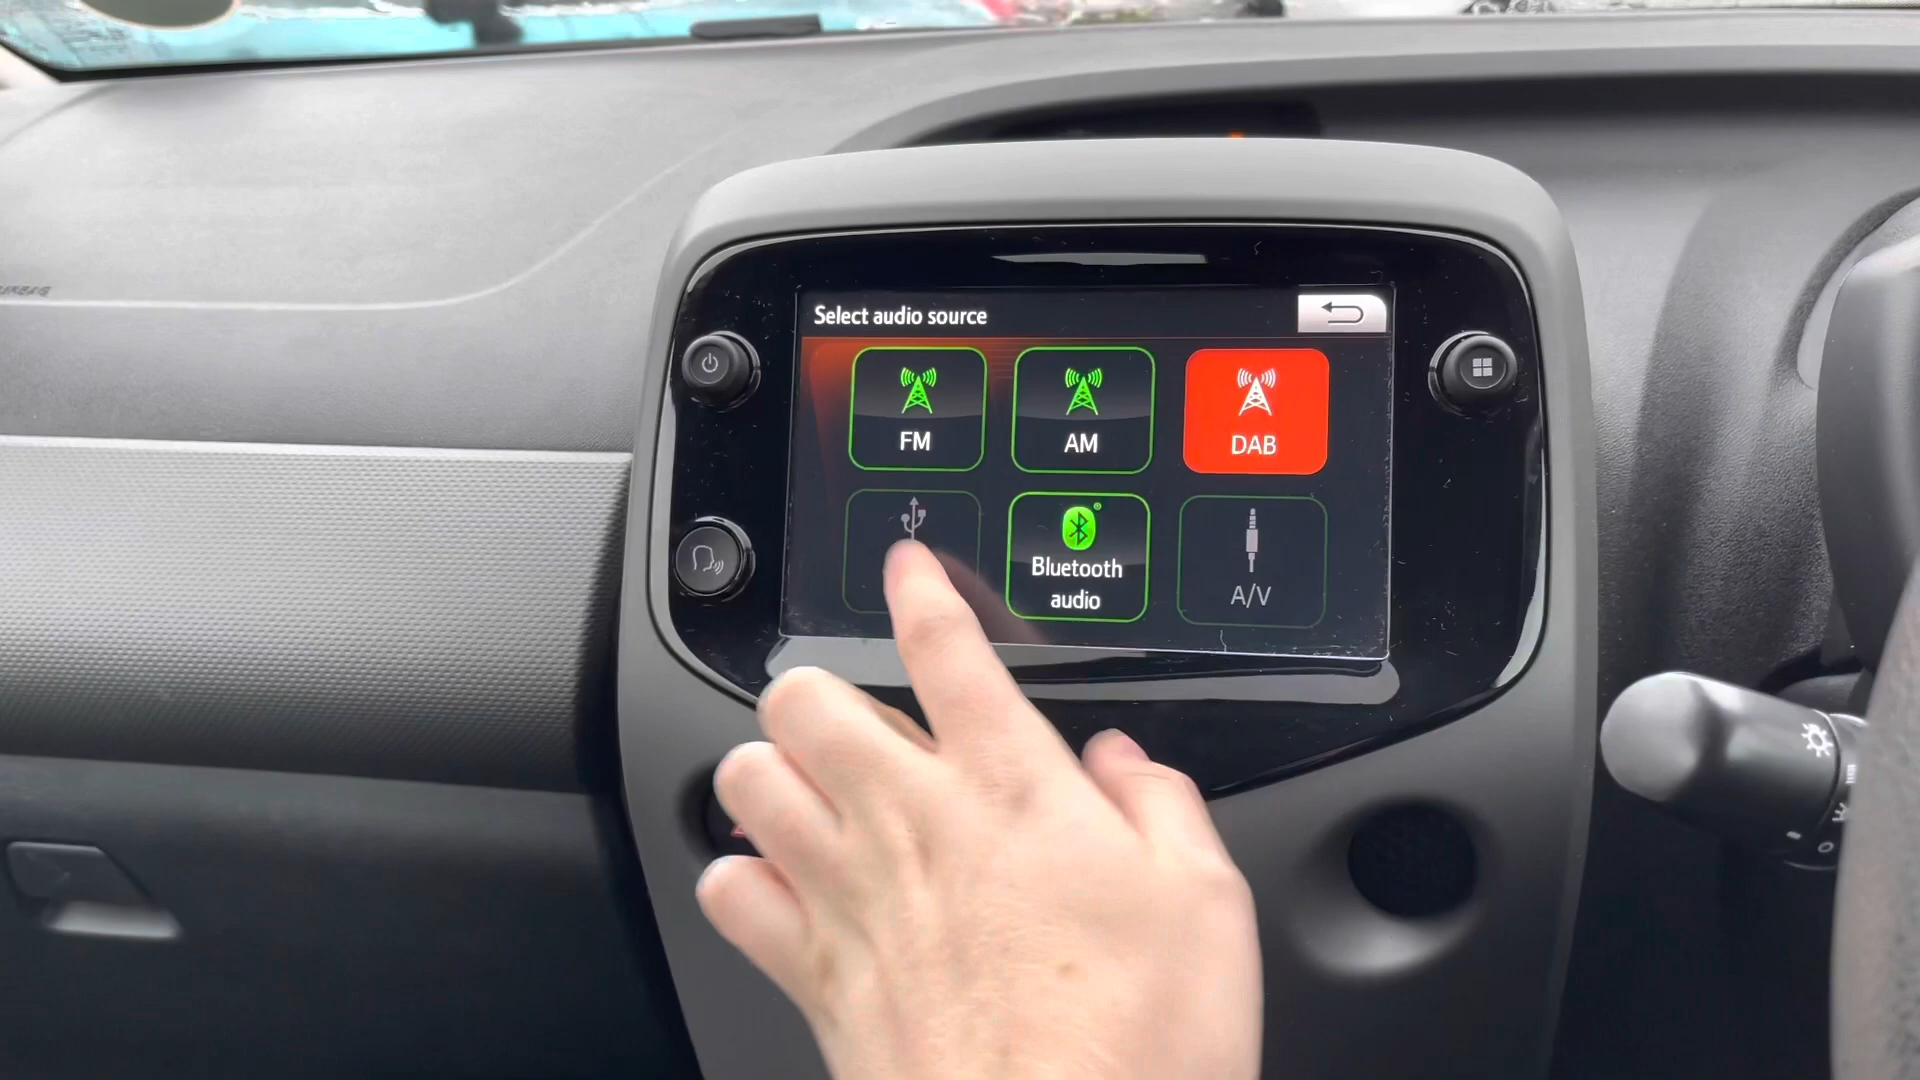 Select audio source
FM
AM
DAB
Bluetooth
audio
A/V